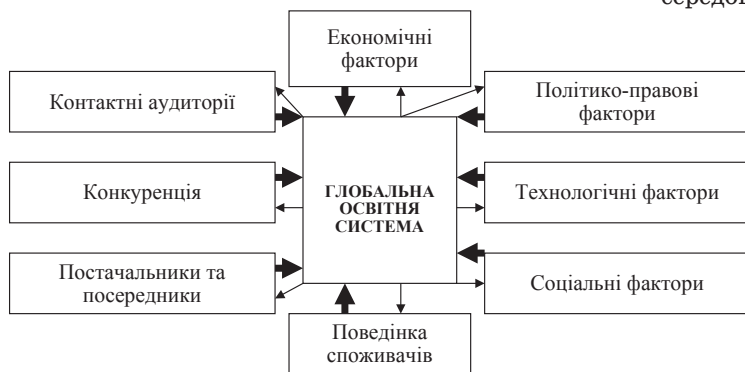 Економічні
фактори
Контактні аудиторії
Політико-правові
фактори
Конкуренція
ГЛОБАЛЬНА
ОСВІТНЯ
СИСТЕМА
Технологічні фактори
Постачальники та
посередники
Соціальні фактори
Поведінка
споживачів